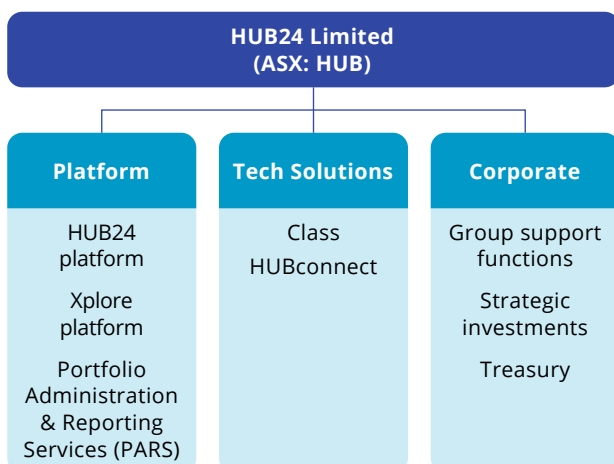 HUB24 Limited
(ASX: HUB)
Platform
HUB24
platform
Xplore
platform
Portfolio
Administration
& Reporting
Services (PARS)
Tech Solutions
Class
HUBconnect
Corporate
Group support
functions
Strategic
investments
Treasury